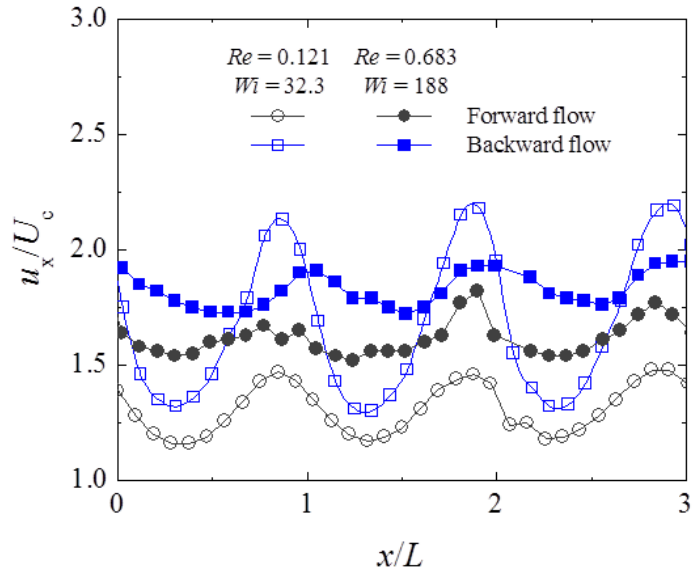 3.0
Re = 0.121 Re = 0.683
Wi = 32.3 Wi = 188
Forward flow
Backward flow
2.5
2.0
1.5
1.0
u_x/U_c
0 1 2 3
x/L